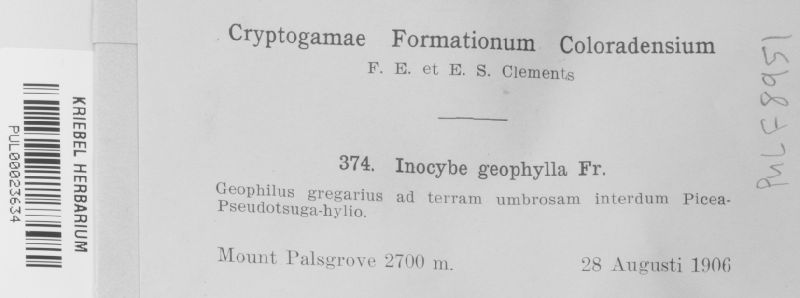 Cryptogamae Formationum Coloradensium
F. E. et E. S. Clements
374. Inocybe geophylla Fr.
Geophilus gregarius ad terram umbrosam interdum Picea-
Pseudotsuga-hylio.
Mount Palsgrove 2700 m. 28 Augusti 1906
KRIEBEL HERBARIUM
PUL00023634
PUL F8951